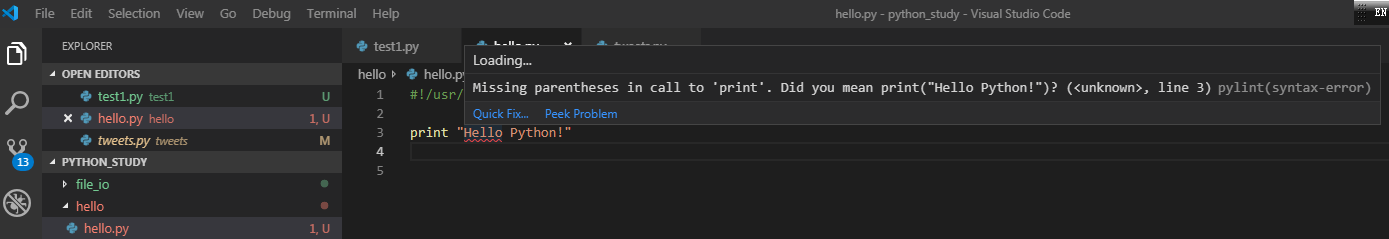 File Edit Selection View Go Debug Terminal Help hello.py - python_study - Visual Studio Code EN
EXPLORER
test1.py
OPEN EDITORS
test1.py test1 U
hello.py hello 1, U
tweets.py tweets M
13
PYTHON_STUDY
file_io
hello
hello.py 1, U
hello hello.py
Loading...
Missing parentheses in call to 'print'. Did you mean print("Hello Python!")? (<unknown>, line 3) pylint(syntax-error)
Quick Fix... Peek Problem
1 #!/usr/
2
3 print "Hello Python!"
4
5